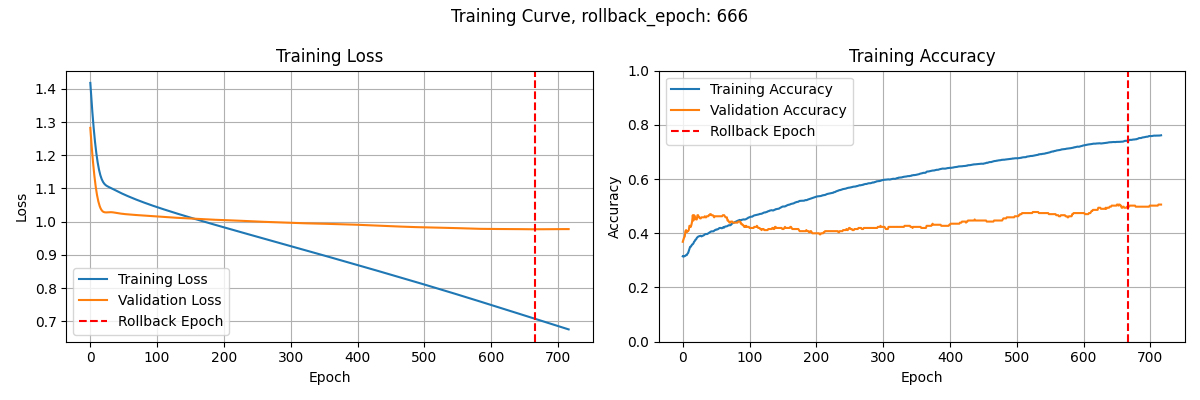 Training Curve, rollback_epoch: 666
Training Loss
Loss
1.4
1.3
1.2
1.1
1.0
0.9
0.8
0.7
Training Loss
Validation Loss
Rollback Epoch
0 100 200 300 400 500 600 700
Epoch
Training Accuracy
Accuracy
1.0
0.8
0.6
0.4
0.2
0.0
Training Accuracy
Validation Accuracy
Rollback Epoch
0 100 200 300 400 500 600 700
Epoch